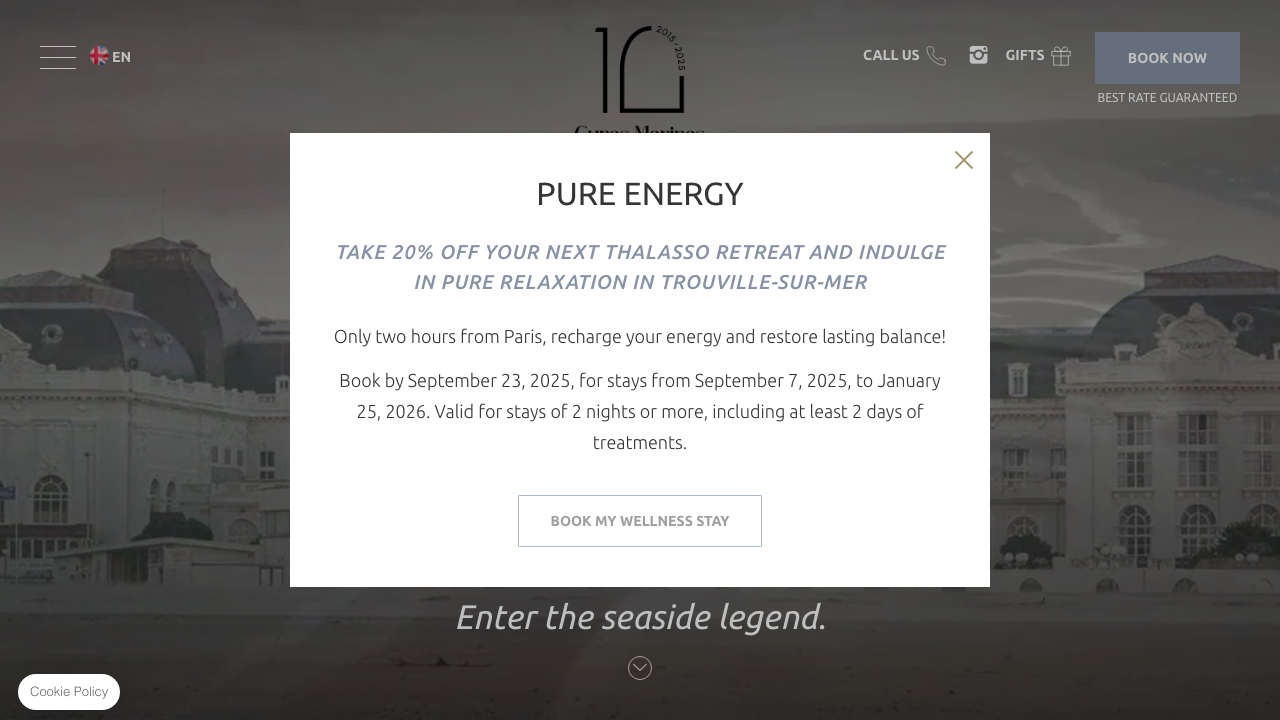 EN
10
2015 / 2025
Cures Marines
CALL US
GIFTS
BOOK NOW
BEST RATE GUARANTEED
PURE ENERGY
TAKE 20% OFF YOUR NEXT THALASSO RETREAT AND INDULGE
IN PURE RELAXATION IN TROUVILLE-SUR-MER
Only two hours from Paris, recharge your energy and restore lasting balance!
Book by September 23, 2025, for stays from September 7, 2025, to January
25, 2026. Valid for stays of 2 nights or more, including at least 2 days of
treatments.
BOOK MY WELLNESS STAY
Enter the seaside legend.
Cookie Policy